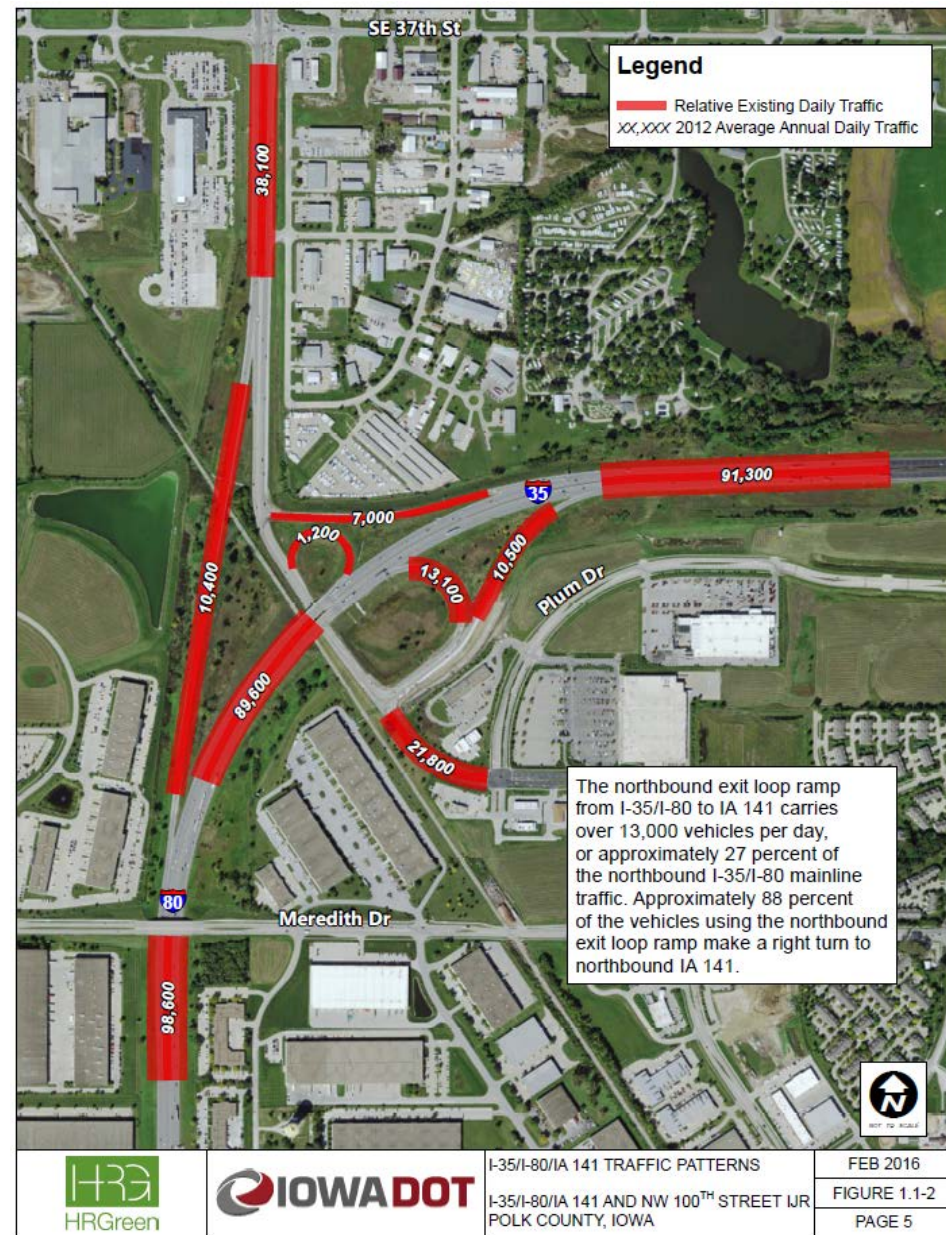 SE 37th St
Legend
Relative Existing Daily Traffic
XX,XXX 2012 Average Annual Daily Traffic
38,100
91,300
35
7,000
1,200
10,500
13,100
Plum Dr
10,400
89,600
21,800
The northbound exit loop ramp
from I-35/I-80 to IA 141 carries
over 13,000 vehicles per day,
or approximately 27 percent of
the northbound I-35/I-80 mainline
traffic. Approximately 88 percent
of the vehicles using the northbound
exit loop ramp make a right turn to
northbound IA 141.
80
Meredith Dr
98,600
N
NOT TO SCALE
HRG
HRGreen
IOWADOT
I-35/I-80/IA 141 TRAFFIC PATTERNS
I-35/I-80/IA 141 AND NW 100TH STREET IJR
POLK COUNTY, IOWA
FEB 2016
FIGURE 1.1-2
PAGE 5